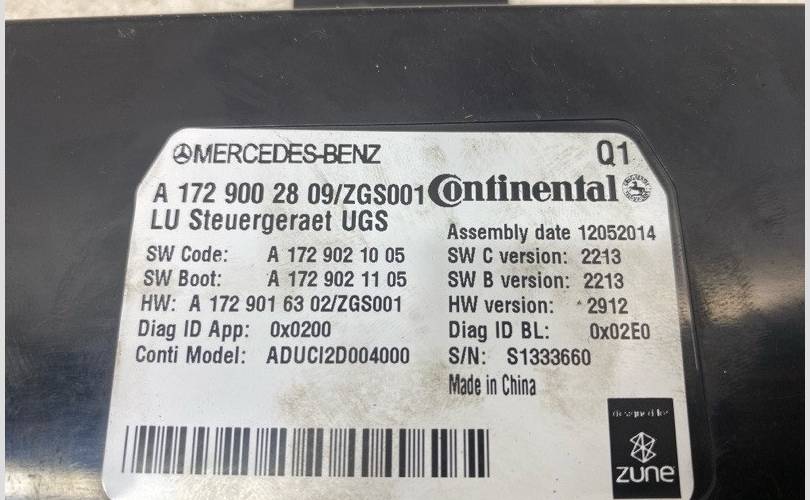 MERCEDES-BENZ
Q1
A 172 900 28 09/ZGS001
Continental
LU Steuergeraet UGS
Assembly date 12052014
SW Code: A 172 902 10 05
SW C version: 2213
SW Boot: A 172 902 11 05
SW B version: 2213
HW: A 172 901 63 02/ZGS001
HW version: 2912
Diag ID App: 0x0200
Diag ID BL: 0x02E0
Conti Model: ADUCI2D004000
S/N: S1333660
Made in China
designed for
zune